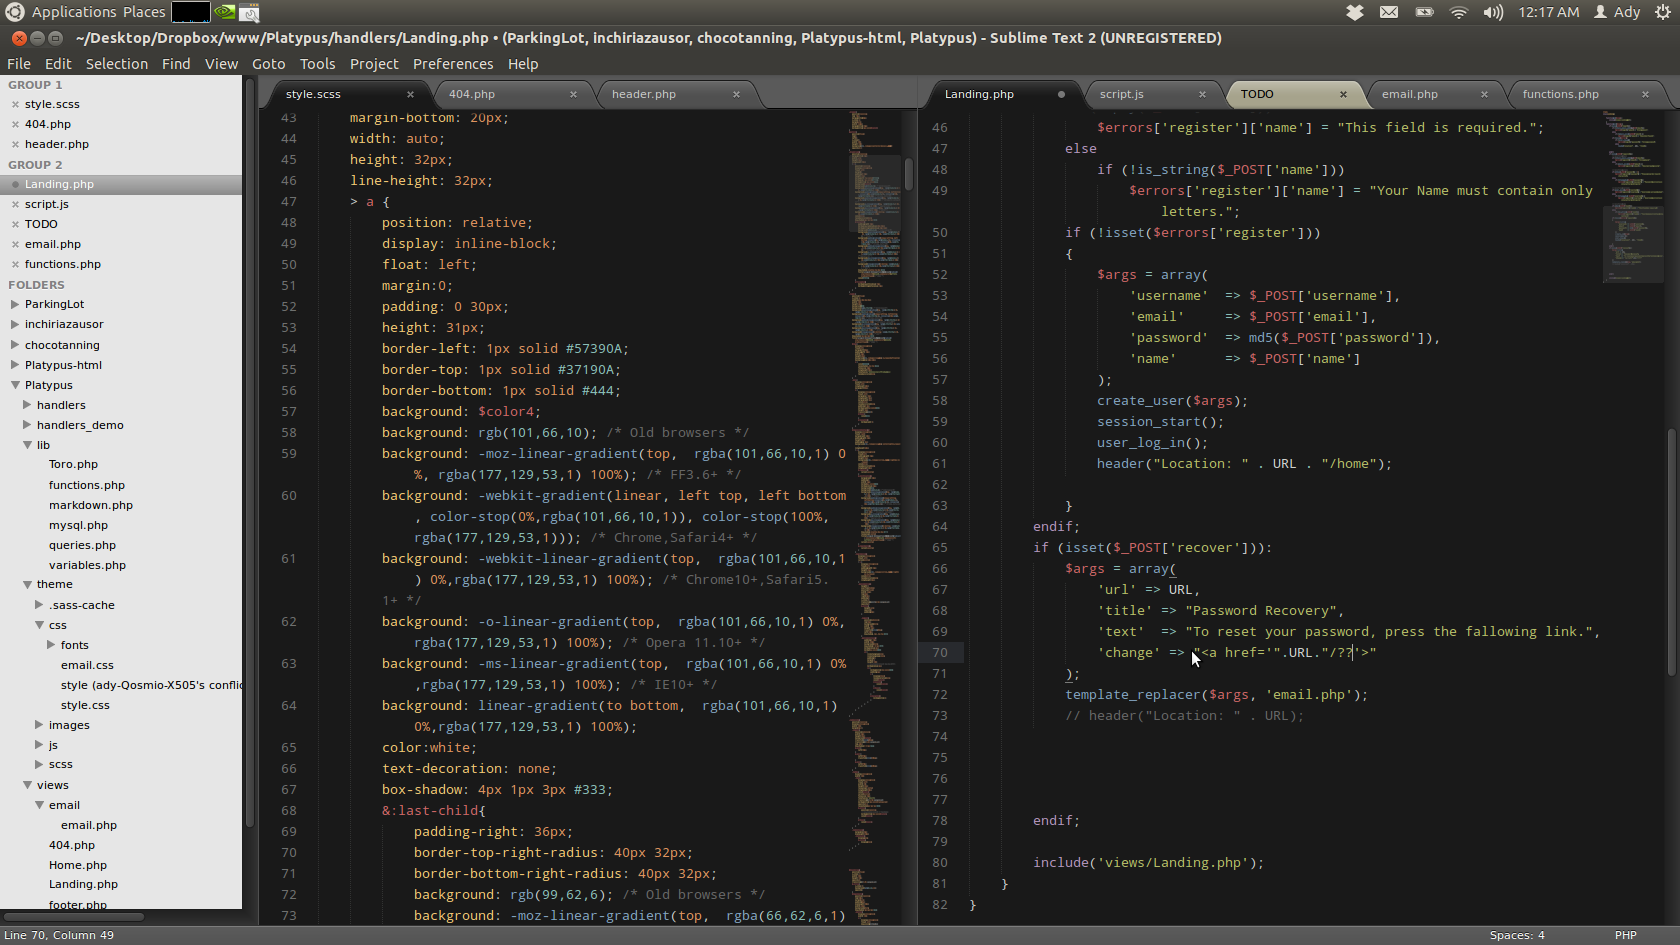 Applications Places
12:17 AM Ady
~/Desktop/Dropbox/www/Platypus/handlers/Landing.php • (ParkingLot, inchiriazausor, chocotanning, Platypus-html, Platypus) - Sublime Text 2 (UNREGISTERED)
File Edit Selection Find View Goto Tools Project Preferences Help
GROUP 1
style.scss
404.php
header.php
GROUP 2
Landing.php
script.js
TODO
email.php
functions.php
FOLDERS
ParkingLot
inchiriazausor
chocotanning
Platypus-html
Platypus
handlers
handlers_demo
lib
Toro.php
functions.php
markdown.php
mysql.php
queries.php
variables.php
theme
.sass-cache
css
fonts
email.css
style (ady-Qosmio-X505's conflic
style.css
images
js
scss
views
email
email.php
404.php
Home.php
Landing.php
footer.php
style.scss 404.php header.php
43 margin-bottom: 20px;
44 width: auto;
45 height: 32px;
46 line-height: 32px;
47 > a {
48 position: relative;
49 display: inline-block;
50 float: left;
51 margin:0;
52 padding: 0 30px;
53 height: 31px;
54 border-left: 1px solid #57390A;
55 border-top: 1px solid #37190A;
56 border-bottom: 1px solid #444;
57 background: $color4;
58 background: rgb(101,66,10); /* Old browsers */
59 background: -moz-linear-gradient(top,  rgba(101,66,10,1) 0
%, rgba(177,129,53,1) 100%); /* FF3.6+ */
60 background: -webkit-gradient(linear, left top, left bottom
, color-stop(0%,rgba(101,66,10,1)), color-stop(100%,
rgba(177,129,53,1))); /* Chrome,Safari4+ */
61 background: -webkit-linear-gradient(top,  rgba(101,66,10,1
) 0%,rgba(177,129,53,1) 100%); /* Chrome10+,Safari5.
1+ */
62 background: -o-linear-gradient(top,  rgba(101,66,10,1) 0%,
rgba(177,129,53,1) 100%); /* Opera 11.10+ */
63 background: -ms-linear-gradient(top,  rgba(101,66,10,1) 0%
,rgba(177,129,53,1) 100%); /* IE10+ */
64 background: linear-gradient(to bottom,  rgba(101,66,10,1)
0%,rgba(177,129,53,1) 100%);
65 color:white;
66 text-decoration: none;
67 box-shadow: 4px 1px 3px #333;
68 &:last-child{
69 padding-right: 36px;
70 border-top-right-radius: 40px 32px;
71 border-bottom-right-radius: 40px 32px;
72 background: rgb(99,62,6); /* Old browsers */
73 background: -moz-linear-gradient(top,  rgba(66,62,6,1)
Landing.php script.js TODO email.php functions.php
46 $errors['register']['name'] = "This field is required.";
47 else
48 if (!is_string($_POST['name']))
49 $errors['register']['name'] = "Your Name must contain only
letters.";
50 if (!isset($errors['register']))
51 {
52 $args = array(
53 'username'  => $_POST['username'],
54 'email'     => $_POST['email'],
55 'password'  => md5($_POST['password']),
56 'name'      => $_POST['name']
57 );
58 create_user($args);
59 session_start();
60 user_log_in();
61 header("Location: " . URL . "/home");
62
63 }
64 endif;
65 if (isset($_POST['recover'])):
66 $args = array(
67 'url' => URL,
68 'title' => "Password Recovery",
69 'text'  => "To reset your password, press the fallowing link.",
70 'change' => "<a href='".URL."/??'>"
71 );
72 template_replacer($args, 'email.php');
73 // header("Location: " . URL);
74
75
76
77
78 endif;
79
80 include('views/Landing.php');
81 }
82 }
Line 70, Column 49
Spaces: 4 PHP